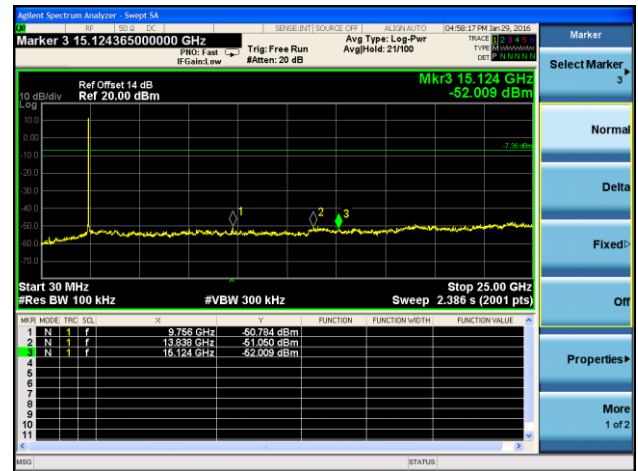 Agilent Spectrum Analyzer - Swept SA
RF 50 Ω DC SENSE:INT SOURCE OFF ALIGN AUTO 04:58:17 PM Jan 29, 2016
Marker 3 15.124365000000 GHz
PNO: Fast
IFGain:Low
Trig: Free Run
#Atten: 20 dB
Avg Type: Log-Pwr
Avg|Hold: 21/100
TRACE 1 2 3 4 5 6
TYPE M
DET P N N N N N
Ref Offset 14 dB
Ref 20.00 dBm
10 dB/div
Log
Mkr3 15.124 GHz
-52.009 dBm
10.0
0.00
-10.0
-20.0
-30.0
-40.0
-50.0
-60.0
-70.0
-7.36 dBm
1
2
3
Start 30 MHz
Stop 25.00 GHz
#Res BW 100 kHz #VBW 300 kHz Sweep 2.386 s (2001 pts)
MKR MODE TRC SCL X Y FUNCTION FUNCTION WIDTH FUNCTION VALUE
1 N 1 f 9.756 GHz -50.784 dBm
2 N 1 f 13.838 GHz -51.050 dBm
3 N 1 f 15.124 GHz -52.009 dBm
4
5
6
7
8
9
10
11
MSG STATUS
Marker
Select Marker
3
Normal
Delta
Fixed
Off
Properties
More
1 of 2